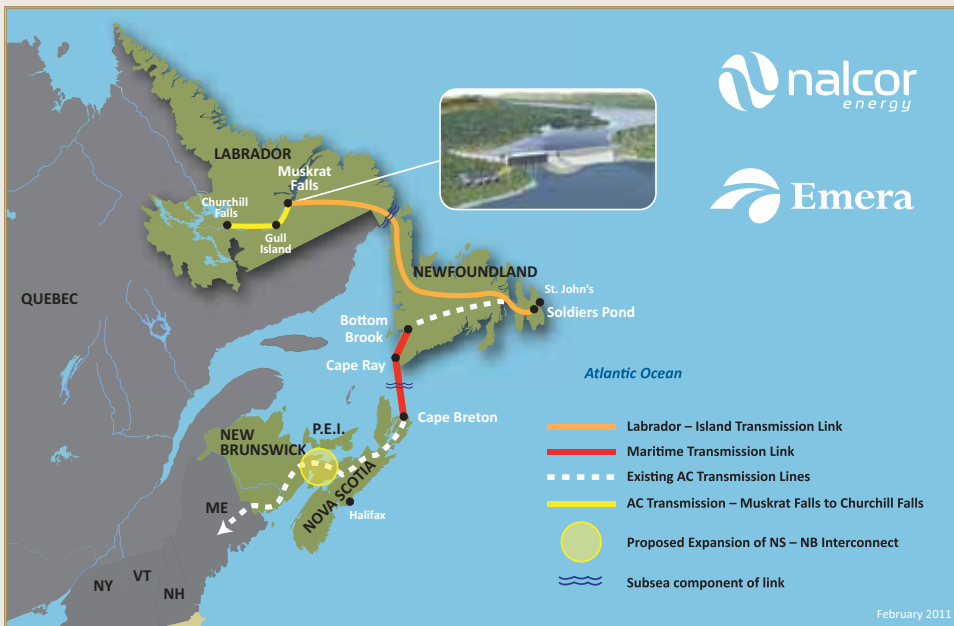 nalcor
energy
Emera
LABRADOR
Muskrat
Falls
Churchill
Falls
Gull
Island
QUEBEC
NEWFOUNDLAND
St. John's
Soldiers Pond
Bottom
Brook
Cape Ray
Atlantic Ocean
Cape Breton
P.E.I.
NEW
BRUNSWICK
NOVA SCOTIA
ME
Halifax
VT
NY
NH
Labrador – Island Transmission Link
Maritime Transmission Link
Existing AC Transmission Lines
AC Transmission – Muskrat Falls to Churchill Falls
Proposed Expansion of NS – NB Interconnect
Subsea component of link
February 2011